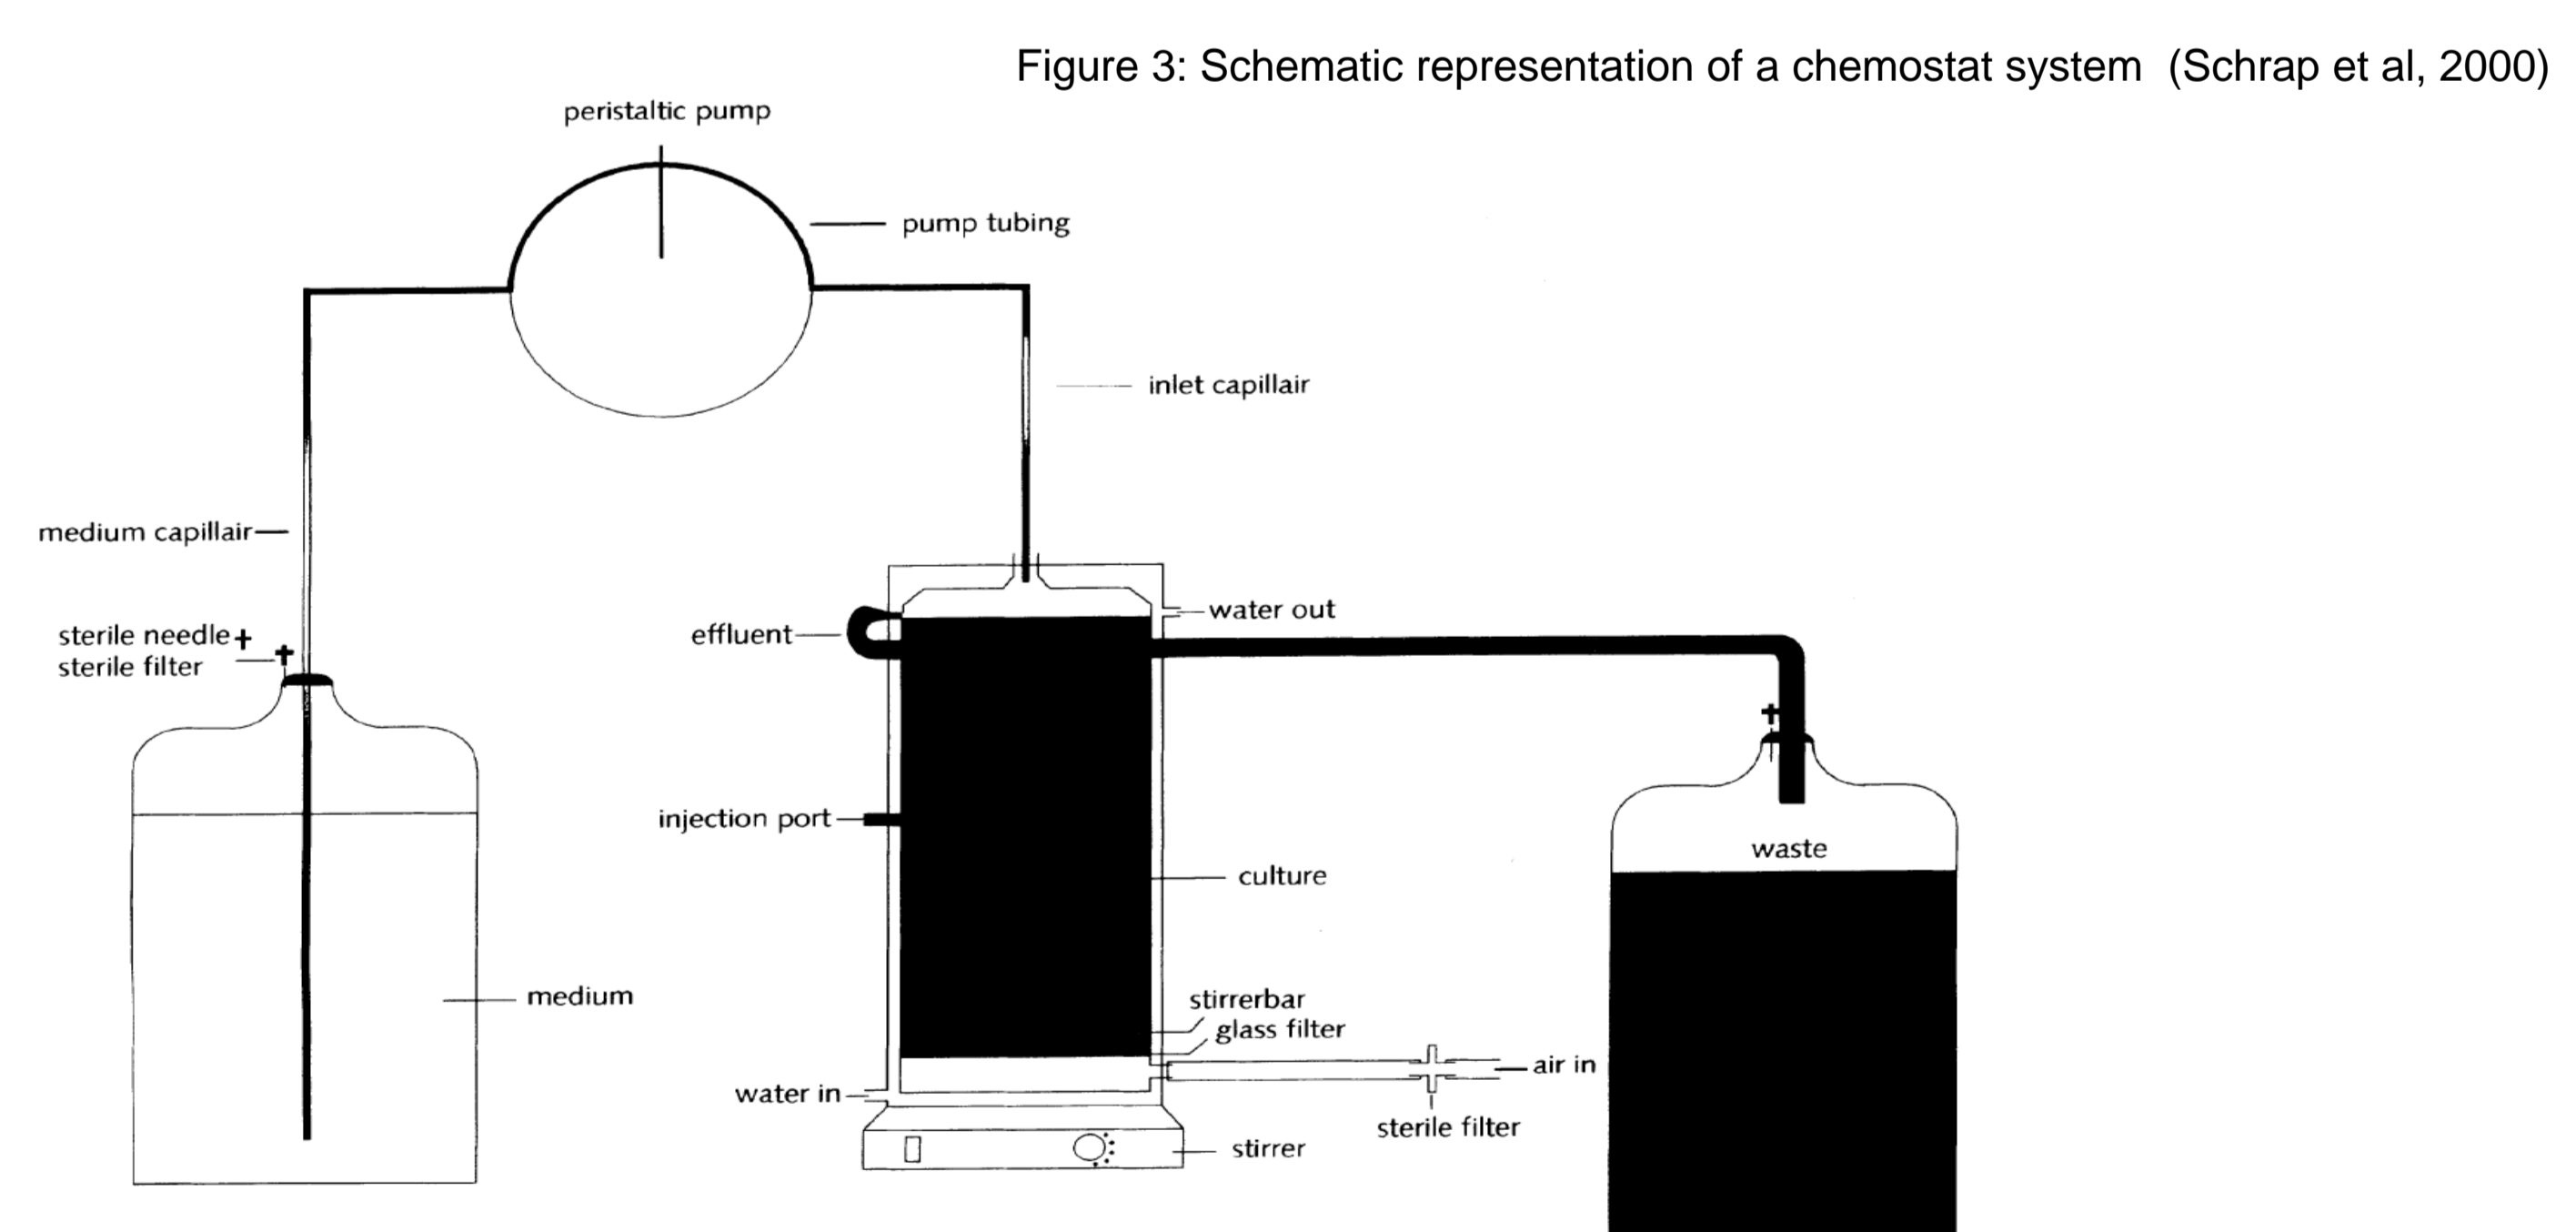 Figure 3: Schematic representation of a chemostat system (Schrap et al, 2000)
peristaltic pump
pump tubing
inlet capillair
medium capillair
sterile needle +
sterile filter
effluent
water out
injection port
waste
culture
medium
stirrerbar
glass filter
air in
water in
sterile filter
stirrer